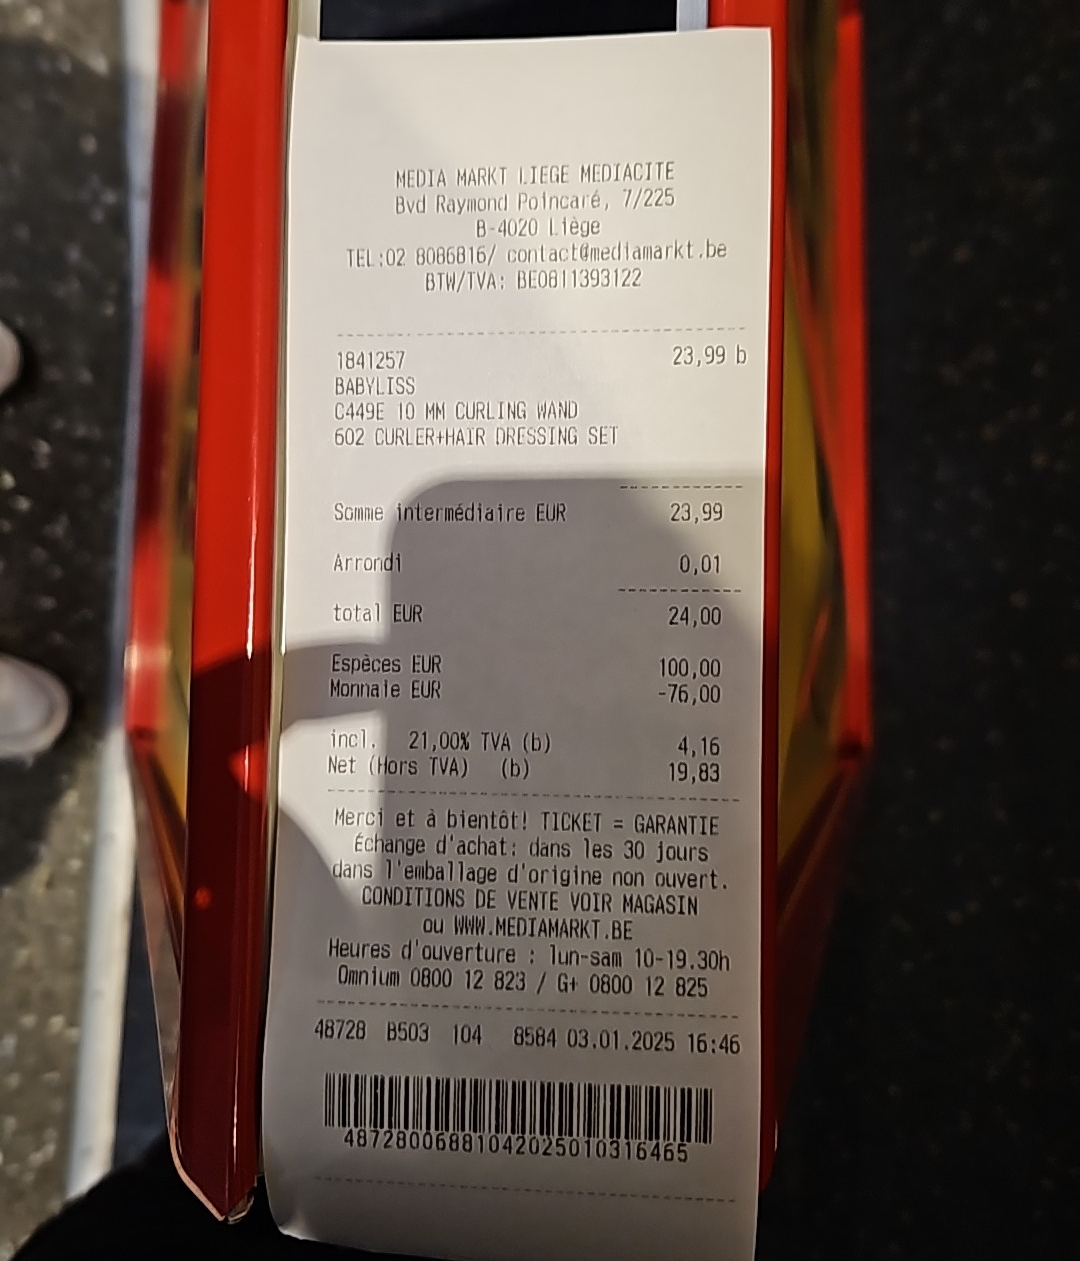 MEDIA MARKT LIEGE MEDIACITE
Bvd Raymond Poincaré, 7/225
B-4020 Liège
TEL:02 8086816/ contact@mediamarkt.be
BTW/TVA: BE0811393122
1841257 23,99 b
BABYLISS
C449E 10 MM CURLING WAND
602 CURLER+HAIR DRESSING SET
Somme intermédiaire EUR 23,99
Arrondi 0,01
total EUR 24,00
Espèces EUR 100,00
Monnaie EUR -76,00
incl. 21,00% TVA (b) 4,16
Net (Hors TVA) (b) 19,83
Merci et à bientôt! TICKET = GARANTIE
Échange d'achat: dans les 30 jours
dans l'emballage d'origine non ouvert.
CONDITIONS DE VENTE VOIR MAGASIN
ou WWW.MEDIAMARKT.BE
Heures d'ouverture : lun-sam 10-19.30h
Omnium 0800 12 823 / G+ 0800 12 825
48728 B503 104 8584 03.01.2025 16:46
4872800688104202501031​6465